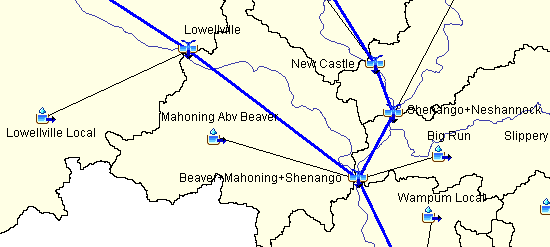 Lowellville
New Castle
Shenango+Neshannock
Mahoning Abv Beaver
Lowellville Local
Big Run
Slippery
Beaver+Mahoning+Shenango
Wampum Local